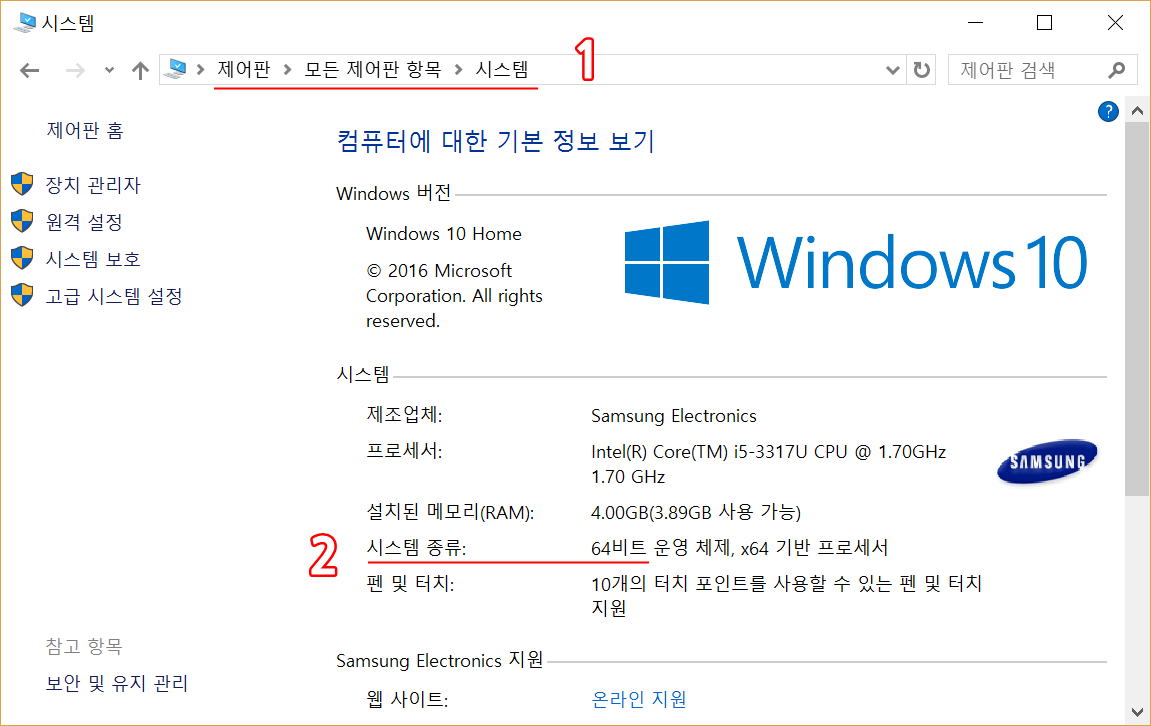 시스템
제어판 > 모든 제어판 항목 > 시스템
1
제어판 검색
제어판 홈
장치 관리자
원격 설정
시스템 보호
고급 시스템 설정
참고 항목
보안 및 유지 관리
?
컴퓨터에 대한 기본 정보 보기
Windows 버전
Windows 10 Home
© 2016 Microsoft
Corporation. All rights
reserved.
Windows 10
시스템
제조업체: Samsung Electronics
프로세서: Intel(R) Core(TM) i5-3317U CPU @ 1.70GHz
1.70 GHz
SAMSUNG
설치된 메모리(RAM): 4.00GB(3.89GB 사용 가능)
2
시스템 종류: 64비트 운영 체제, x64 기반 프로세서
펜 및 터치: 10개의 터치 포인트를 사용할 수 있는 펜 및 터치
지원
Samsung Electronics 지원
웹 사이트: 온라인 지원